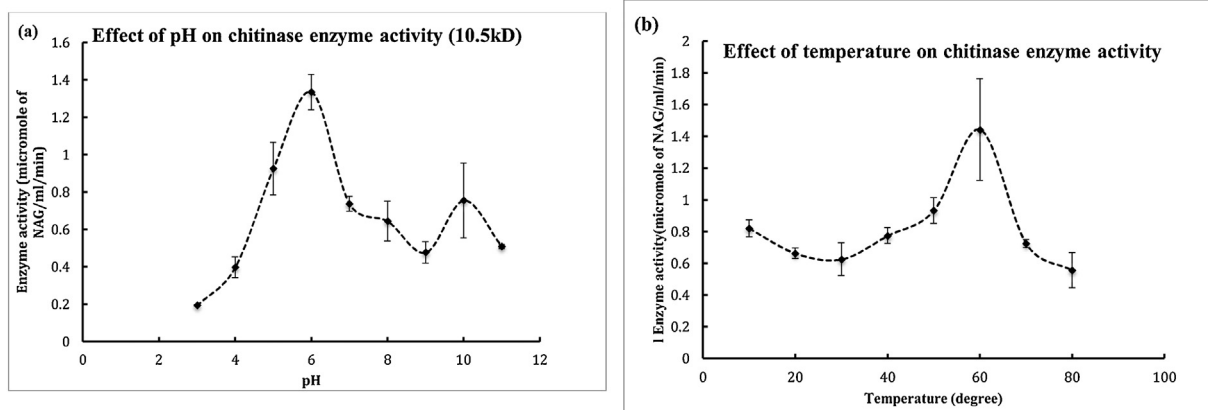 (a)
Effect of pH on chitinase enzyme activity (10.5kD)
Enzyme activity (micromole of
NAG/ml/min)
1.6
1.4
1.2
1
0.8
0.6
0.4
0.2
0
0 2 4 6 8 10 12
pH
(b)
Effect of temperature on chitinase enzyme activity
l Enzyme activity(micromole of NAG/ml/min)
2
1.8
1.6
1.4
1.2
1
0.8
0.6
0.4
0.2
0
0 20 40 60 80 100
Temperature (degree)